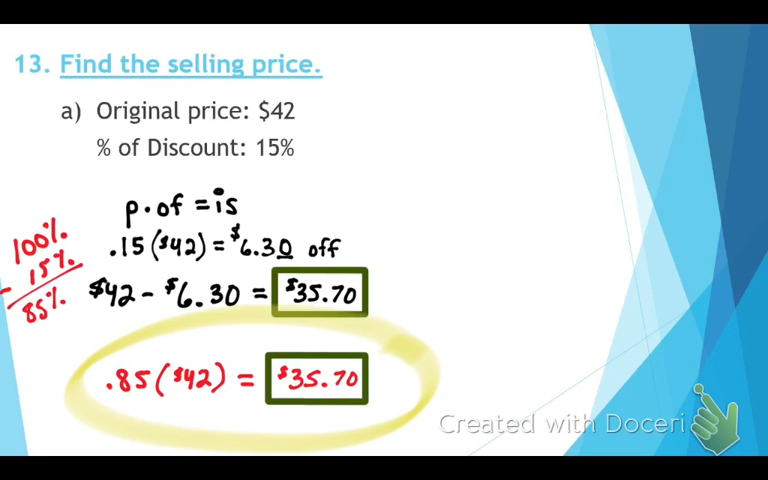 13. Find the selling price.
a) Original price: $42
% of Discount: 15%
p.of = is
.15($42) = $6.30 off
$42 - $6.30 = $35.70
100%
- 15%
85%
.85($42) = $35.70
Created with Doceri